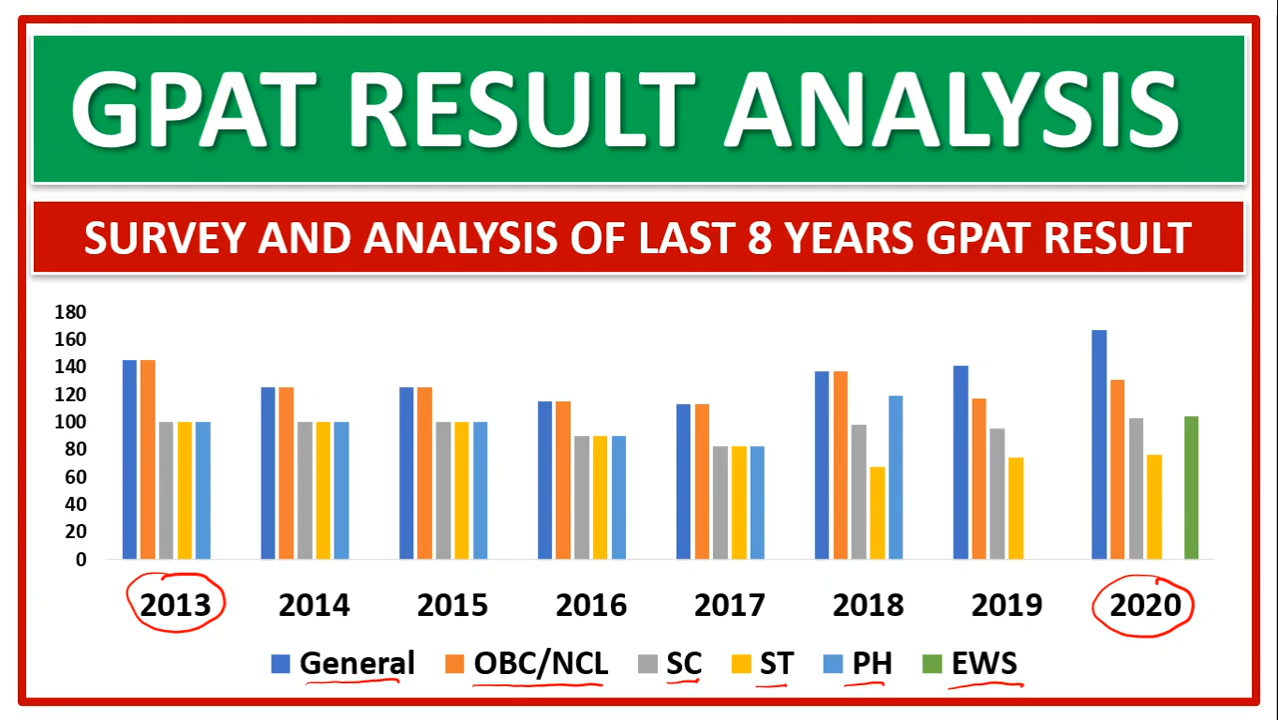 GPAT RESULT ANALYSIS
SURVEY AND ANALYSIS OF LAST 8 YEARS GPAT RESULT
180
160
140
120
100
80
60
40
20
0
2013 2014 2015 2016 2017 2018 2019 2020
General OBC/NCL SC ST PH EWS